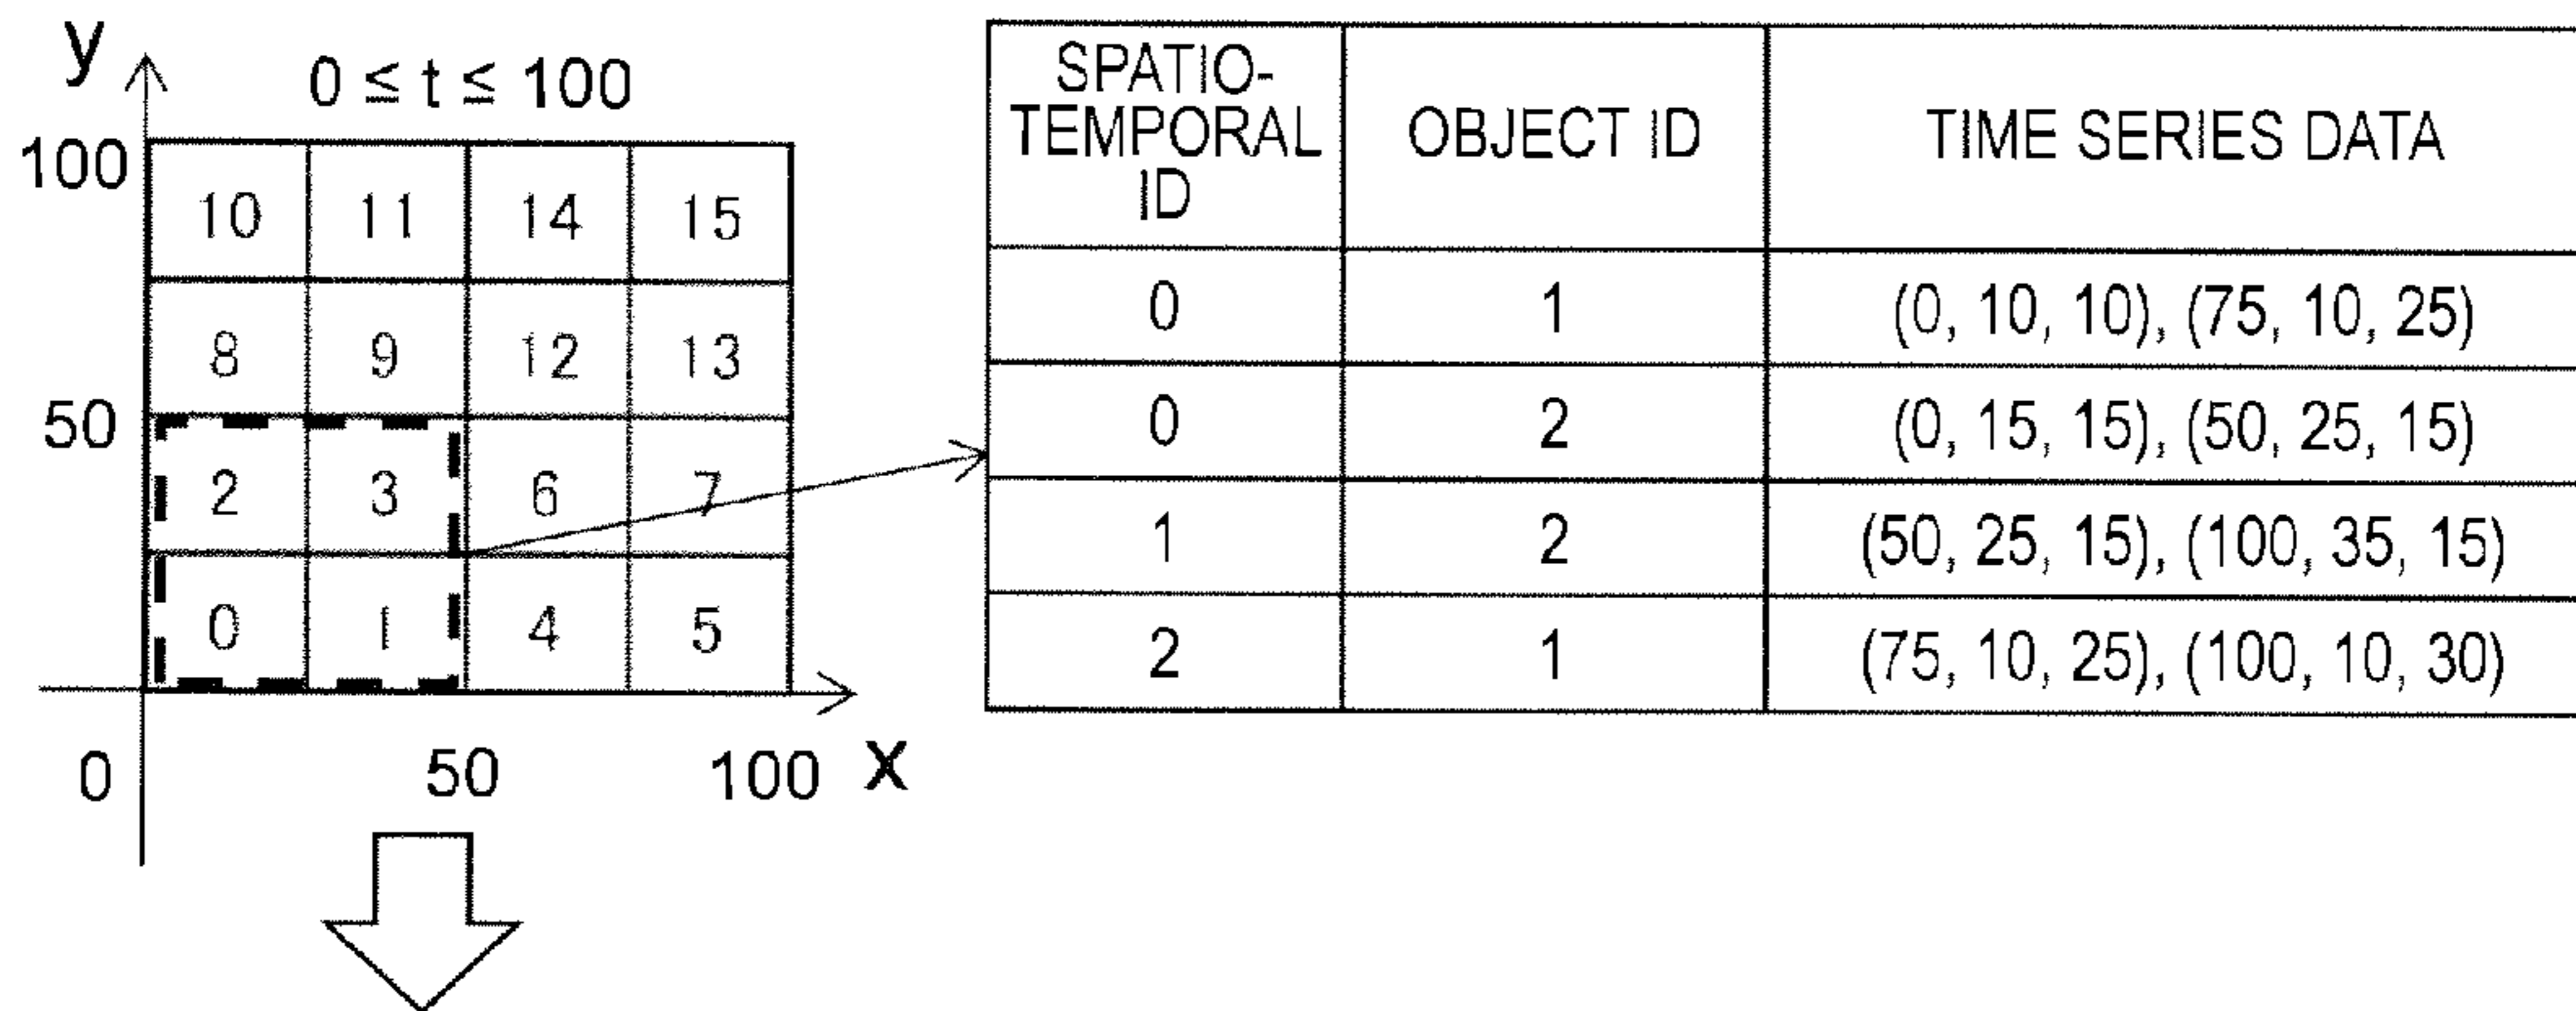 y
0 ≤ t ≤ 100
100
10 11 14 15
8 9 12 13
50
2 3 6 7
0 1 4 5
0 50 100 x
SPATIO-
TEMPORAL
ID
OBJECT ID
TIME SERIES DATA
0 1 (0, 10, 10), (75, 10, 25)
0 2 (0, 15, 15), (50, 25, 15)
1 2 (50, 25, 15), (100, 35, 15)
2 1 (75, 10, 25), (100, 10, 30)